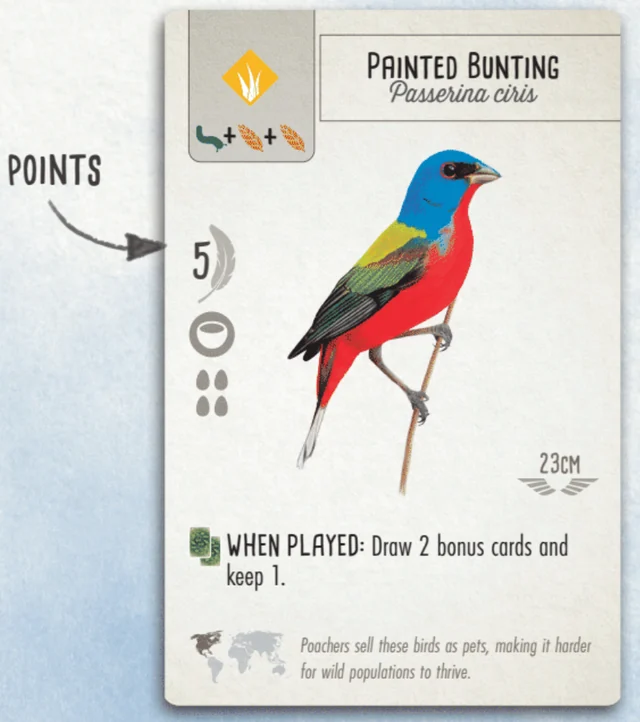 PAINTED BUNTING
Passerina ciris
+ +
POINTS
5
23CM
WHEN PLAYED: Draw 2 bonus cards and
keep 1.
Poachers sell these birds as pets, making it harder
for wild populations to thrive.